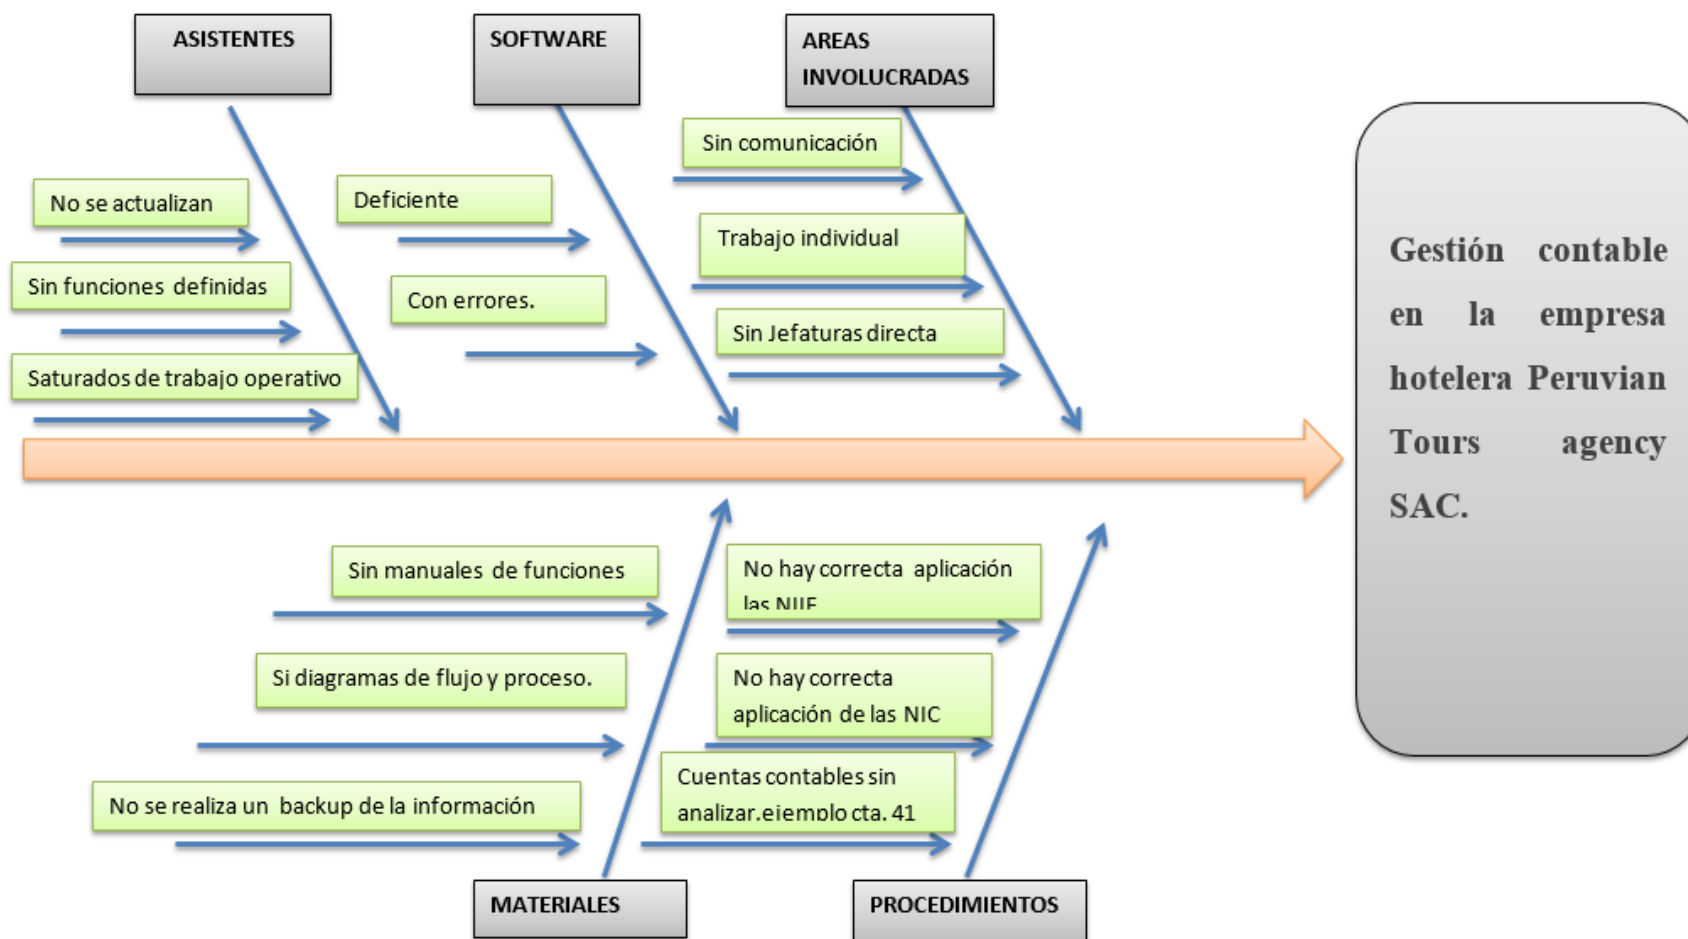 ASISTENTES
SOFTWARE
AREAS
INVOLUCRADAS
Sin comunicación
No se actualizan
Deficiente
Trabajo individual
Sin funciones definidas
Con errores.
Sin Jefaturas directa
Saturados de trabajo operativo
Gestión contable
en la empresa
hotelera Peruvian
Tours agency
SAC.
Sin manuales de funciones
No hay correcta aplicación
las NIIF
Si diagramas de flujo y proceso.
No hay correcta
aplicación de las NIC
No se realiza un backup de la información
Cuentas contables sin
analizar.ejemplo cta. 41
MATERIALES
PROCEDIMIENTOS